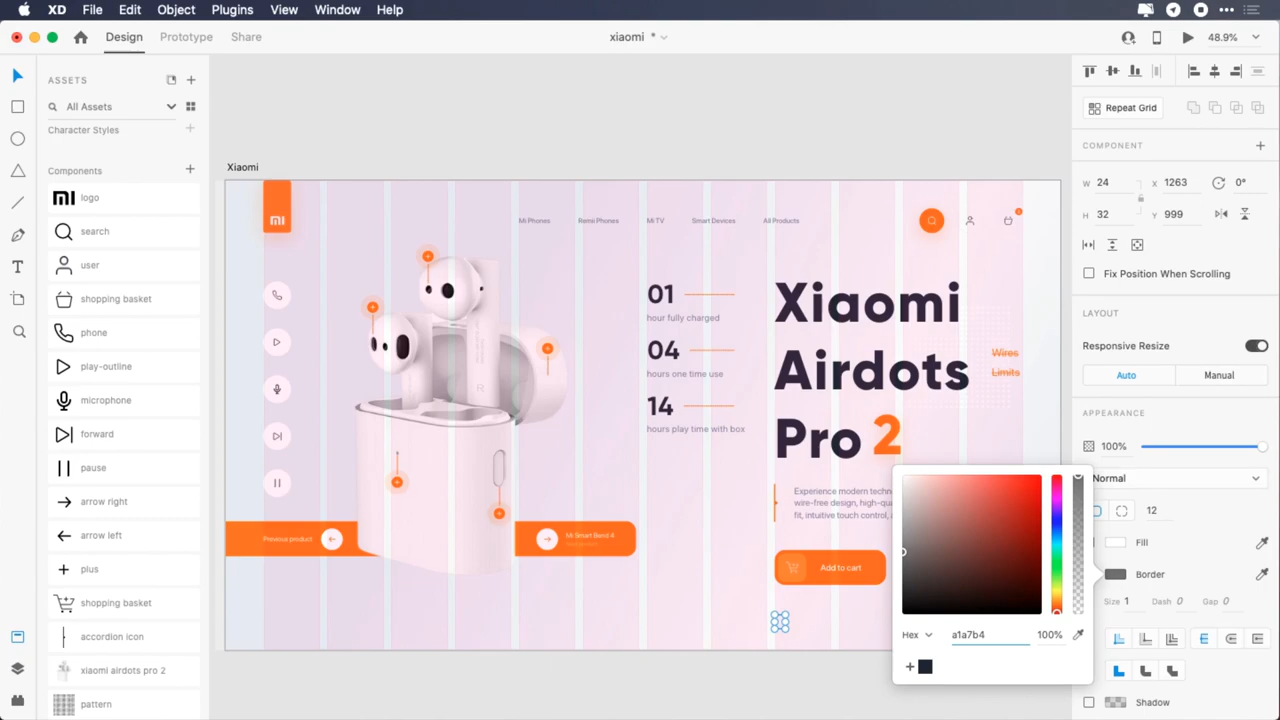 XD File Edit Object Plugins View Window Help
Design Prototype Share
xiaomi *
48.9%
ASSETS
All Assets
Character Styles
Components
logo
search
user
shopping basket
phone
play-outline
microphone
forward
pause
arrow right
arrow left
plus
shopping basket
accordion icon
xiaomi airdots pro 2
pattern
Xiaomi
mi
Mi Phones Remii Phones Mi TV Smart Devices All Products
01
hour fully charged
04
hours one time use
14
hours play time with box
Xiaomi
Airdots
Pro 2
Wires
Limits
Experience modern techn
wire-free design, high-qua
fit, intuitive touch control, a
Previous product
Mi Smart Band 4
Add to cart
Hex a1a7b4 100%
Repeat Grid
COMPONENT
W 24 X 1263 0°
H 32 Y 999
Fix Position When Scrolling
LAYOUT
Responsive Resize
Auto Manual
APPEARANCE
100%
Normal
12
Fill
Border
Size 1 Dash 0 Gap 0
Shadow